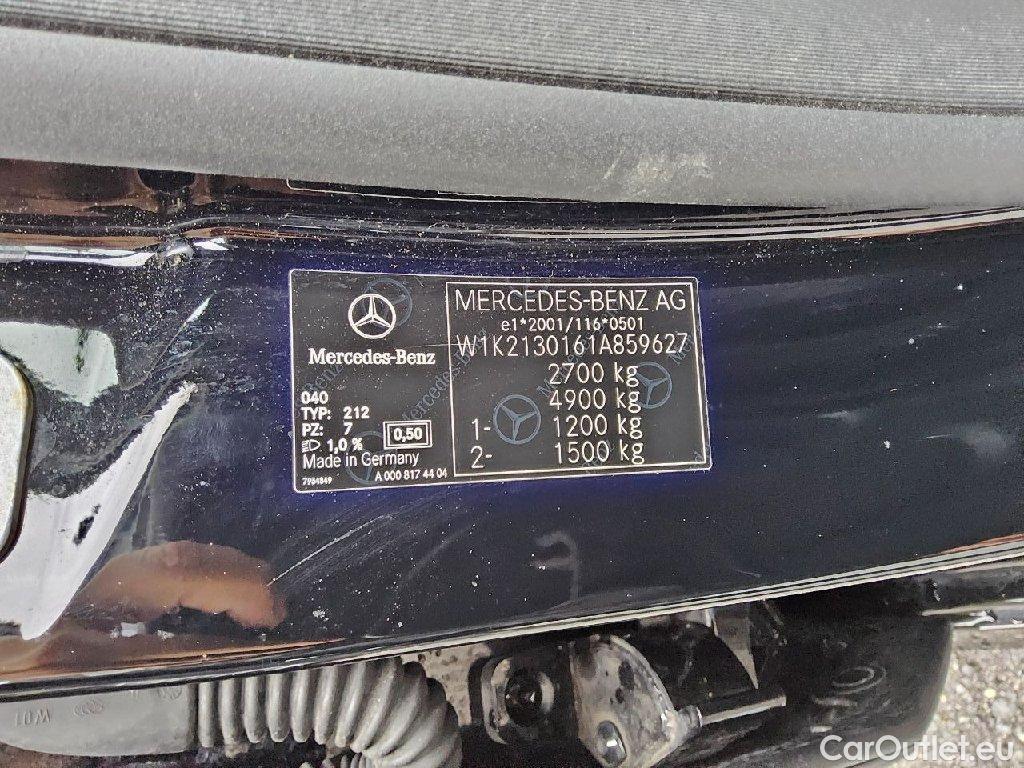 Mercedes-Benz
040
TYP: 212
PZ: 7
1,0 %
0,50
Made in Germany
7984849
A 000 817 44 04
MERCEDES-BENZ AG
e1*2001/116*0501
W1K2130161A859627
2700 kg
4900 kg
1- 1200 kg
2- 1500 kg
W01
CarOutlet.eu